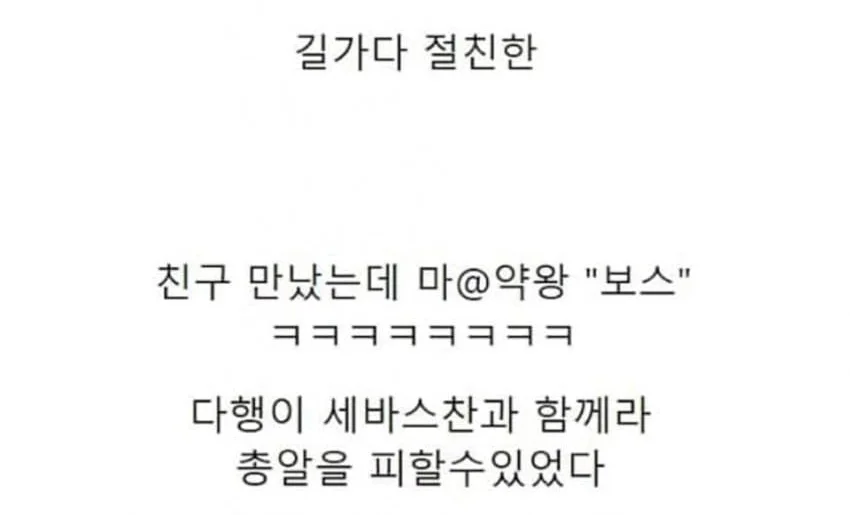 길가다 절친한
친구 만났는데 마@약왕 "보스"
ㅋㅋㅋㅋㅋㅋㅋㅋ
다행이 세바스찬과 함께라
총알을 피할수있었다